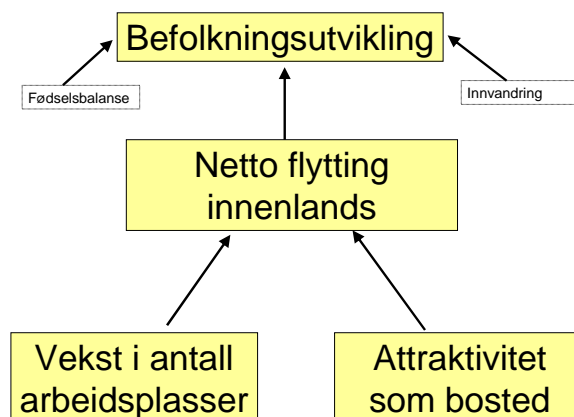 Befolkningsutvikling
Fødselsbalanse
Innvandring
Netto flytting
innenlands
Vekst i antall
arbeidsplasser
Attraktivitet
som bosted